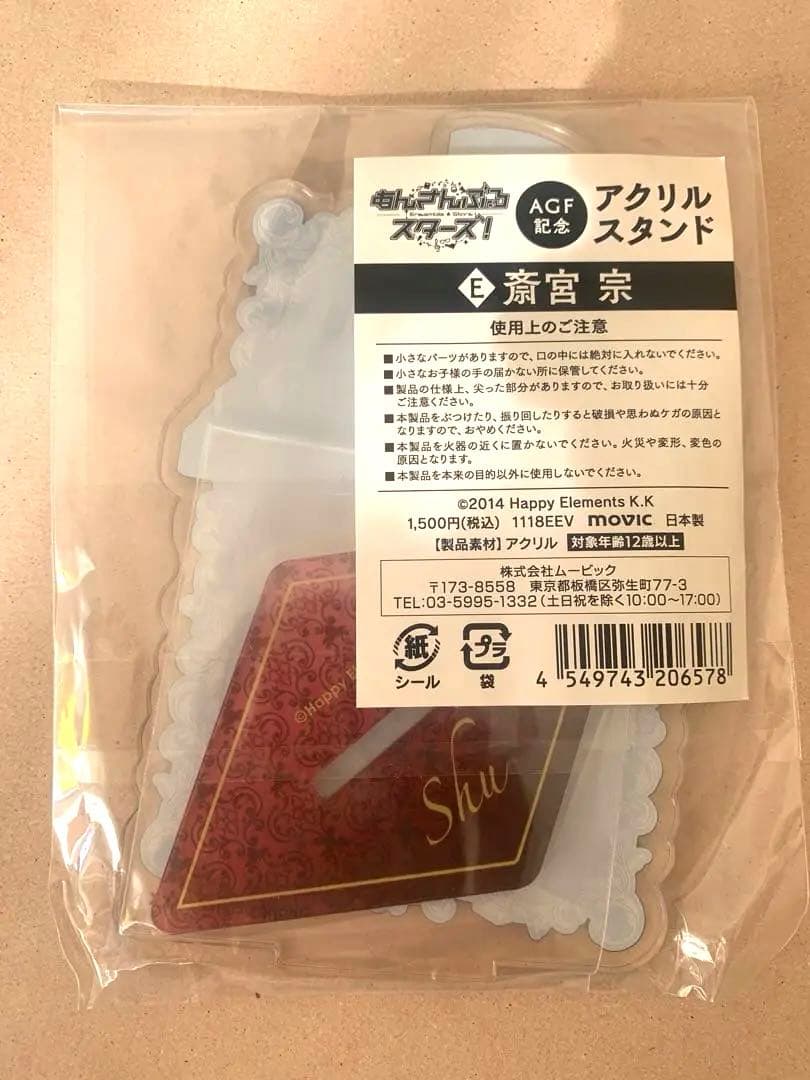 あんさんぶる
Ensemble Stars
スターズ!
AGF
記念
アクリル
スタンド
E 斎宮 宗
使用上のご注意
■小さなパーツがありますので、口の中には絶対に入れないでください。
■小さなお子様の手の届かない所に保管してください。
■製品の仕様上、尖った部分がありますので、お取り扱いには十分
ご注意ください。
■本製品をぶつけたり、振り回したりすると破損や思わぬケガの原因と
なりますので、おやめください。
■本製品を火器の近くに置かないでください。火災や変形、変色の
原因となります。
■本製品を本来の目的以外に使用しないでください。
©2014 Happy Elements K.K
1,500円(税込) 1118EEV movic 日本製
【製品素材】アクリル 対象年齢12歳以上
株式会社ムービック
〒173-8558 東京都板橋区弥生町77-3
TEL:03-5995-1332(土日祝を除く10:00〜17:00)
紙 プラ
シール 袋
4 549743 206578
©Happy Elem
Shu